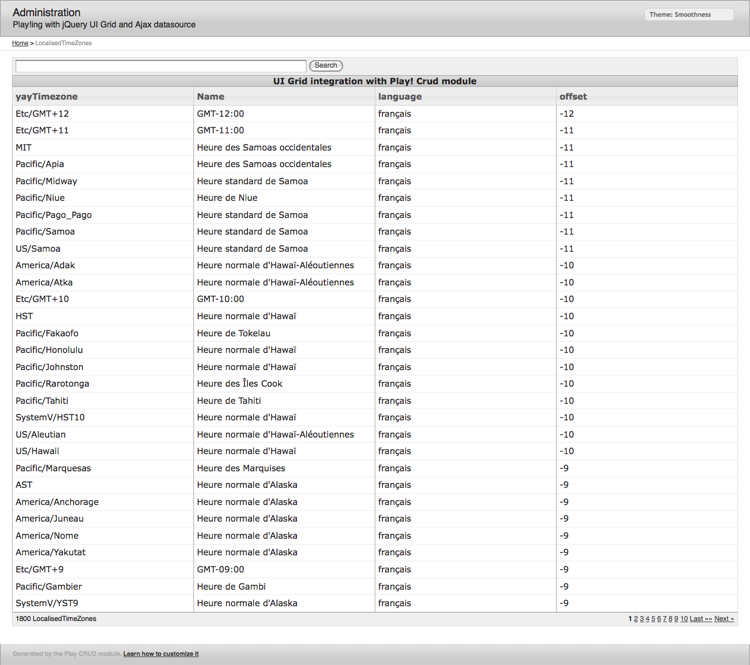 Administration
Play!ing with jQuery UI Grid and Ajax datasource
Theme: Smoothness
Home > LocalisedTimeZones
Search
UI Grid integration with Play! Crud module
yayTimezone Name language offset
Etc/GMT+12 GMT-12:00 français -12
Etc/GMT+11 GMT-11:00 français -11
MIT Heure des Samoas occidentales français -11
Pacific/Apia Heure des Samoas occidentales français -11
Pacific/Midway Heure standard de Samoa français -11
Pacific/Niue Heure de Niue français -11
Pacific/Pago_Pago Heure standard de Samoa français -11
Pacific/Samoa Heure standard de Samoa français -11
US/Samoa Heure standard de Samoa français -11
America/Adak Heure normale d'Hawaï-Aléoutiennes français -10
America/Atka Heure normale d'Hawaï-Aléoutiennes français -10
Etc/GMT+10 GMT-10:00 français -10
HST Heure normale d'Hawaï français -10
Pacific/Fakaofo Heure de Tokelau français -10
Pacific/Honolulu Heure normale d'Hawaï français -10
Pacific/Johnston Heure normale d'Hawaï français -10
Pacific/Rarotonga Heure des Îles Cook français -10
Pacific/Tahiti Heure de Tahiti français -10
SystemV/HST10 Heure normale d'Hawaï français -10
US/Aleutian Heure normale d'Hawaï-Aléoutiennes français -10
US/Hawaii Heure normale d'Hawaï français -10
Pacific/Marquesas Heure des Marquises français -9
AST Heure normale d'Alaska français -9
America/Anchorage Heure normale d'Alaska français -9
America/Juneau Heure normale d'Alaska français -9
America/Nome Heure normale d'Alaska français -9
America/Yakutat Heure normale d'Alaska français -9
Etc/GMT+9 GMT-09:00 français -9
Pacific/Gambier Heure de Gambi français -9
SystemV/YST9 Heure normale d'Alaska français -9
1800 LocalisedTimeZones 1 2 3 4 5 6 7 8 9 10 Last »» Next »
Generated by the Play CRUD module. Learn how to customize it